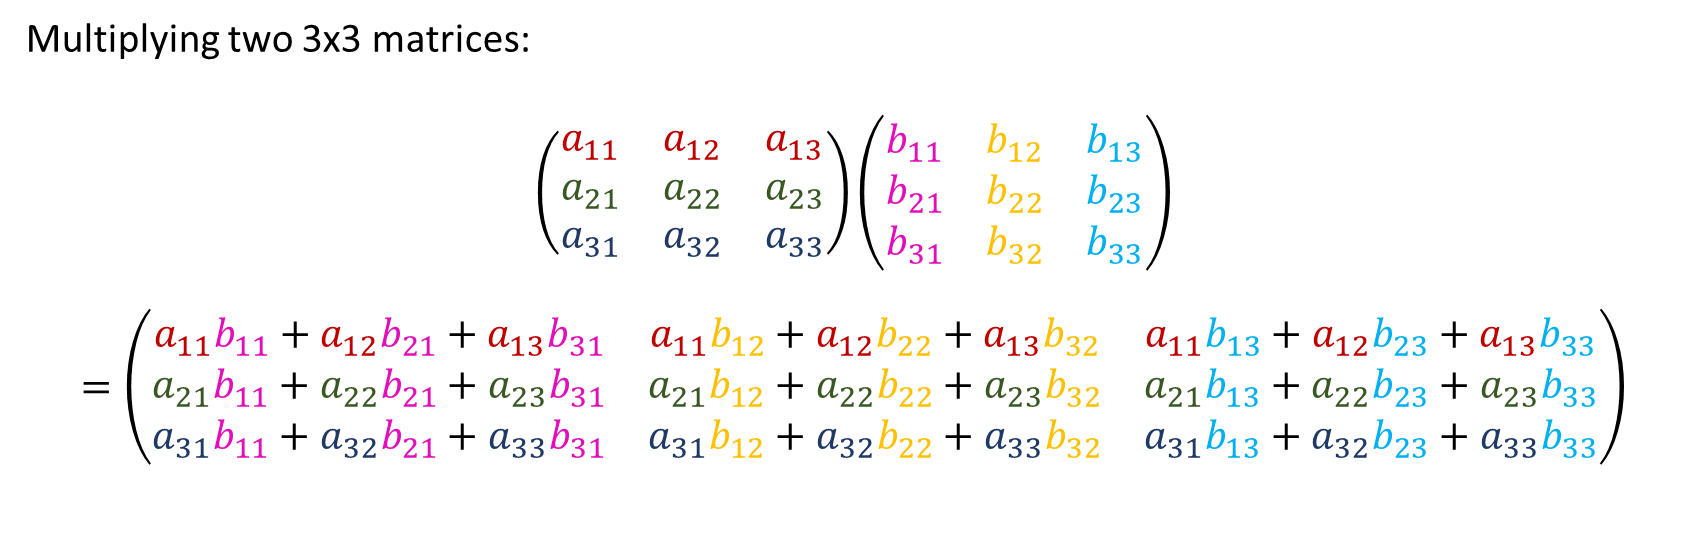 Multiplying two 3x3 matrices:
( a₁₁ a₁₂ a₁₃ ) ( b₁₁ b₁₂ b₁₃ )
( a₂₁ a₂₂ a₂₃ ) ( b₂₁ b₂₂ b₂₃ )
( a₃₁ a₃₂ a₃₃ ) ( b₃₁ b₃₂ b₃₃ )
( a₁₁b₁₁ + a₁₂b₂₁ + a₁₃b₃₁ a₁₁b₁₂ + a₁₂b₂₂ + a₁₃b₃₂ a₁₁b₁₃ + a₁₂b₂₃ + a₁₃b₃₃ )
= ( a₂₁b₁₁ + a₂₂b₂₁ + a₂₃b₃₁ a₂₁b₁₂ + a₂₂b₂₂ + a₂₃b₃₂ a₂₁b₁₃ + a₂₂b₂₃ + a₂₃b₃₃ )
( a₃₁b₁₁ + a₃₂b₂₁ + a₃₃b₃₁ a₃₁b₁₂ + a₃₂b₂₂ + a₃₃b₃₂ a₃₁b₁₃ + a₃₂b₂₃ + a₃₃b₃₃ )